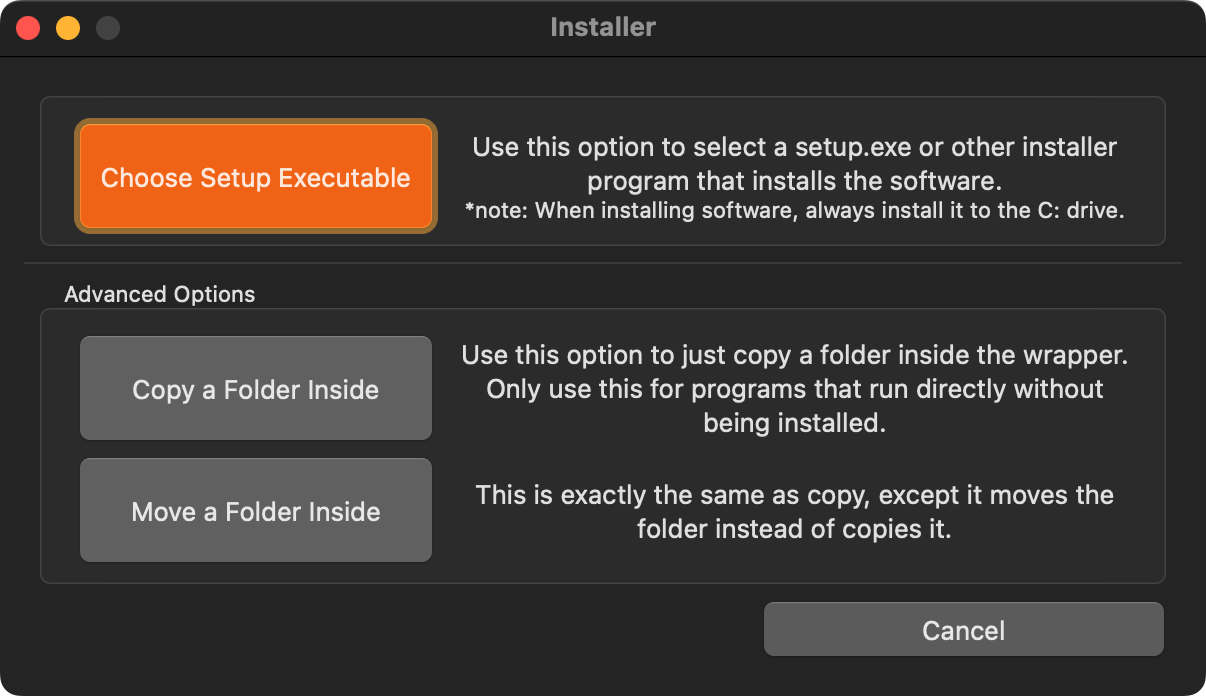 Installer
Choose Setup Executable
Use this option to select a setup.exe or other installer
program that installs the software.
*note: When installing software, always install it to the C: drive.
Advanced Options
Copy a Folder Inside
Use this option to just copy a folder inside the wrapper.
Only use this for programs that run directly without
being installed.
Move a Folder Inside
This is exactly the same as copy, except it moves the
folder instead of copies it.
Cancel